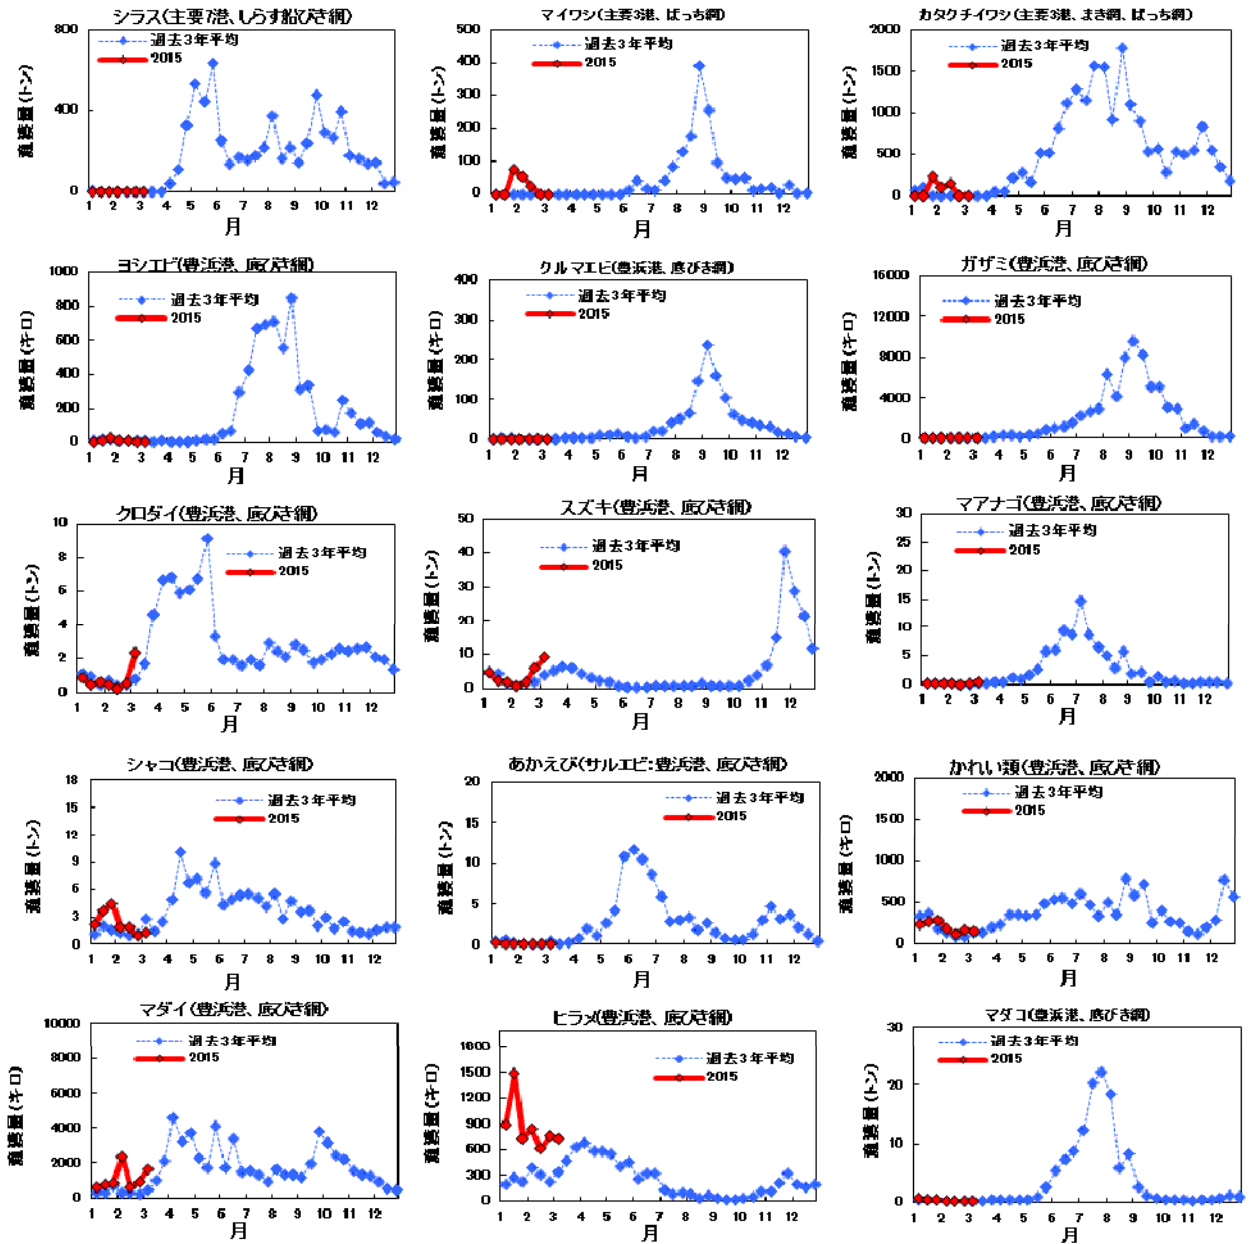 シラス(主要7港、しらす船びき網)
漁獲量(トン)
800
400
0
過去3年平均
2015
1 2 3 4 5 6 7 8 9 10 11 12
月
マイワシ(主要3港、ばっち網)
漁獲量(トン)
500
400
300
200
100
0
過去3年平均
2015
1 2 3 4 5 6 7 8 9 10 11 12
月
カタクチイワシ(主要3港、まき網、ばっち網)
漁獲量(トン)
2000
1500
1000
500
0
過去3年平均
2015
1 2 3 4 5 6 7 8 9 10 11 12
月
ヨシエビ(豊浜港、底びき網)
漁獲量(キロ)
1000
800
600
400
200
0
過去3年平均
2015
1 2 3 4 5 6 7 8 9 10 11 12
月
クルマエビ(豊浜港、底びき網)
漁獲量(キロ)
400
300
200
100
0
過去3年平均
2015
1 2 3 4 5 6 7 8 9 10 11 12
月
ガザミ(豊浜港、底びき網)
漁獲量(キロ)
16000
12000
8000
4000
0
過去3年平均
2015
1 2 3 4 5 6 7 8 9 10 11 12
月
クロダイ(豊浜港、底びき網)
漁獲量(トン)
10
8
6
4
2
0
過去3年平均
2015
1 2 3 4 5 6 7 8 9 10 11 12
月
スズキ(豊浜港、底びき網)
漁獲量(トン)
50
40
30
20
10
0
過去3年平均
2015
1 2 3 4 5 6 7 8 9 10 11 12
月
マアナゴ(豊浜港、底びき網)
漁獲量(トン)
30
25
20
15
10
5
0
過去3年平均
2015
1 2 3 4 5 6 7 8 9 10 11 12
月
シャコ(豊浜港、底びき網)
漁獲量(トン)
18
15
12
9
6
3
0
過去3年平均
2015
1 2 3 4 5 6 7 8 9 10 11 12
月
あかえび(サルエビ:豊浜港、底びき網)
漁獲量(トン)
20
15
10
5
0
過去3年平均
2015
1 2 3 4 5 6 7 8 9 10 11 12
月
かれい類(豊浜港、底びき網)
漁獲量(キロ)
2000
1500
1000
500
0
過去3年平均
2015
1 2 3 4 5 6 7 8 9 10 11 12
月
マダイ(豊浜港、底びき網)
漁獲量(キロ)
10000
8000
6000
4000
2000
0
過去3年平均
2015
1 2 3 4 5 6 7 8 9 10 11 12
月
ヒラメ(豊浜港、底びき網)
漁獲量(キロ)
1800
1500
1200
900
600
300
0
過去3年平均
2015
1 2 3 4 5 6 7 8 9 10 11 12
月
マダコ(豊浜港、底びき網)
漁獲量(トン)
30
20
10
0
過去3年平均
2015
1 2 3 4 5 6 7 8 9 10 11 12
月